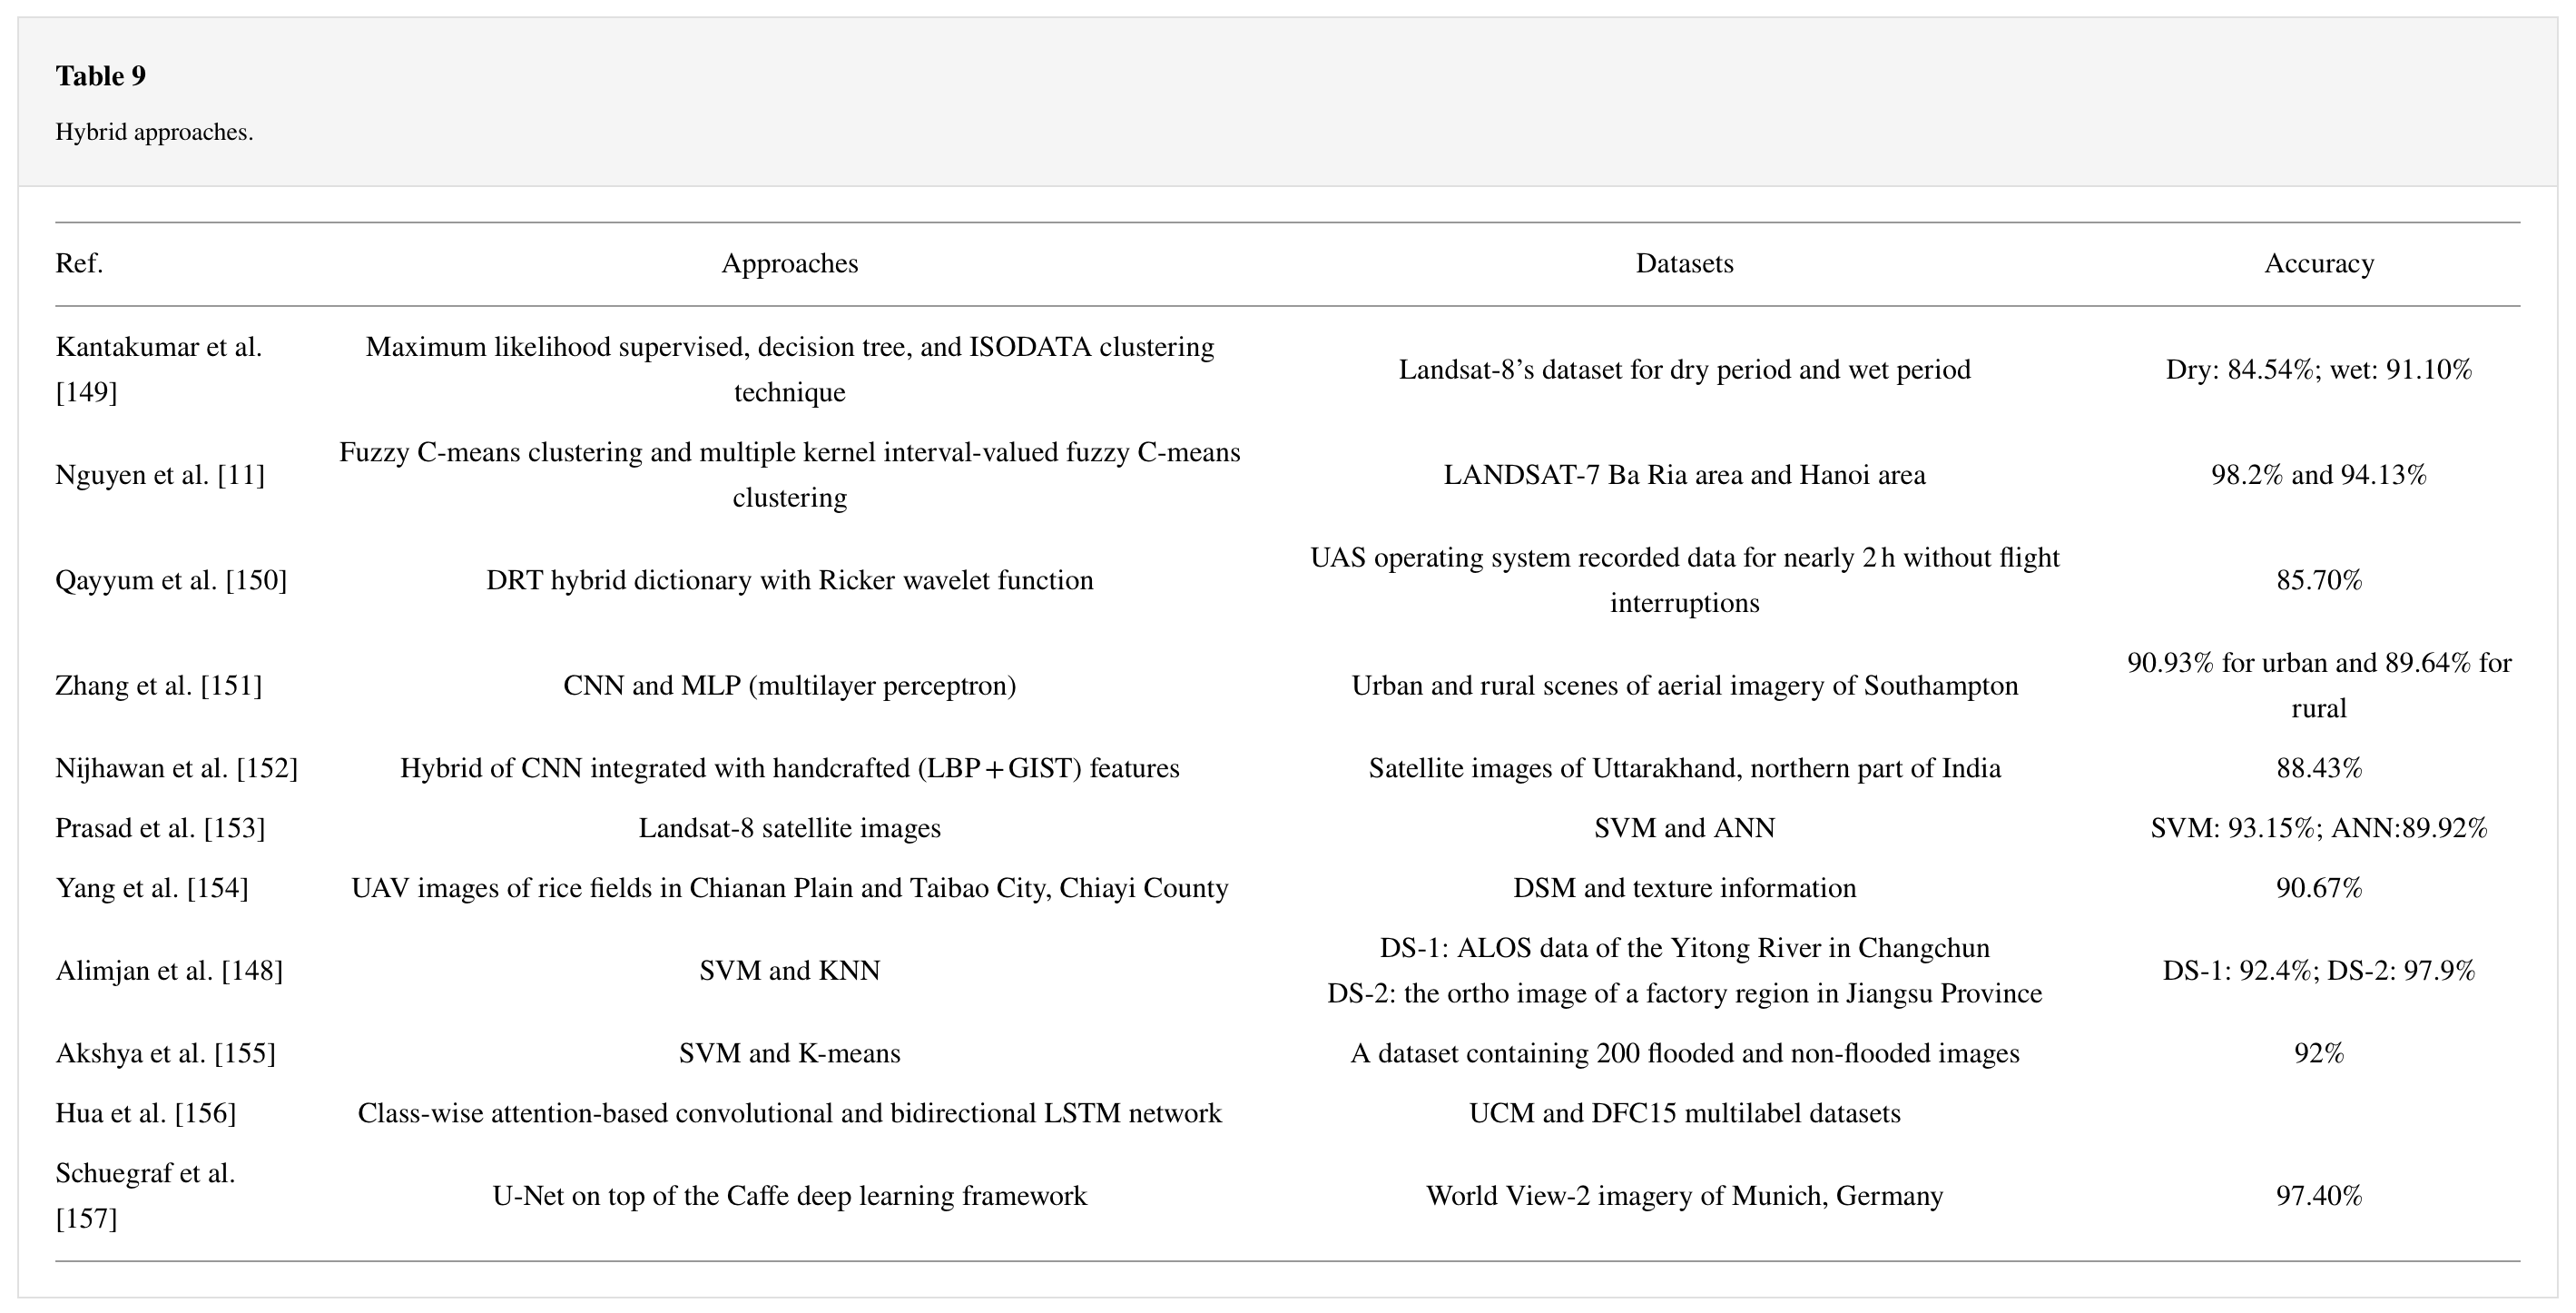 Table 9
Hybrid approaches.
Ref. Approaches Datasets Accuracy
Kantakumar et al. [149] Maximum likelihood supervised, decision tree, and ISODATA clustering technique Landsat-8’s dataset for dry period and wet period Dry: 84.54%; wet: 91.10%
Nguyen et al. [11] Fuzzy C-means clustering and multiple kernel interval-valued fuzzy C-means clustering LANDSAT-7 Ba Ria area and Hanoi area 98.2% and 94.13%
Qayyum et al. [150] DRT hybrid dictionary with Ricker wavelet function UAS operating system recorded data for nearly 2 h without flight interruptions 85.70%
Zhang et al. [151] CNN and MLP (multilayer perceptron) Urban and rural scenes of aerial imagery of Southampton 90.93% for urban and 89.64% for rural
Nijhawan et al. [152] Hybrid of CNN integrated with handcrafted (LBP + GIST) features Satellite images of Uttarakhand, northern part of India 88.43%
Prasad et al. [153] Landsat-8 satellite images SVM and ANN SVM: 93.15%; ANN:89.92%
Yang et al. [154] UAV images of rice fields in Chianan Plain and Taibao City, Chiayi County DSM and texture information 90.67%
Alimjan et al. [148] SVM and KNN DS-1: ALOS data of the Yitong River in Changchun DS-2: the ortho image of a factory region in Jiangsu Province DS-1: 92.4%; DS-2: 97.9%
Akshya et al. [155] SVM and K-means A dataset containing 200 flooded and non-flooded images 92%
Hua et al. [156] Class-wise attention-based convolutional and bidirectional LSTM network UCM and DFC15 multilabel datasets
Schuegraf et al. [157] U-Net on top of the Caffe deep learning framework World View-2 imagery of Munich, Germany 97.40%